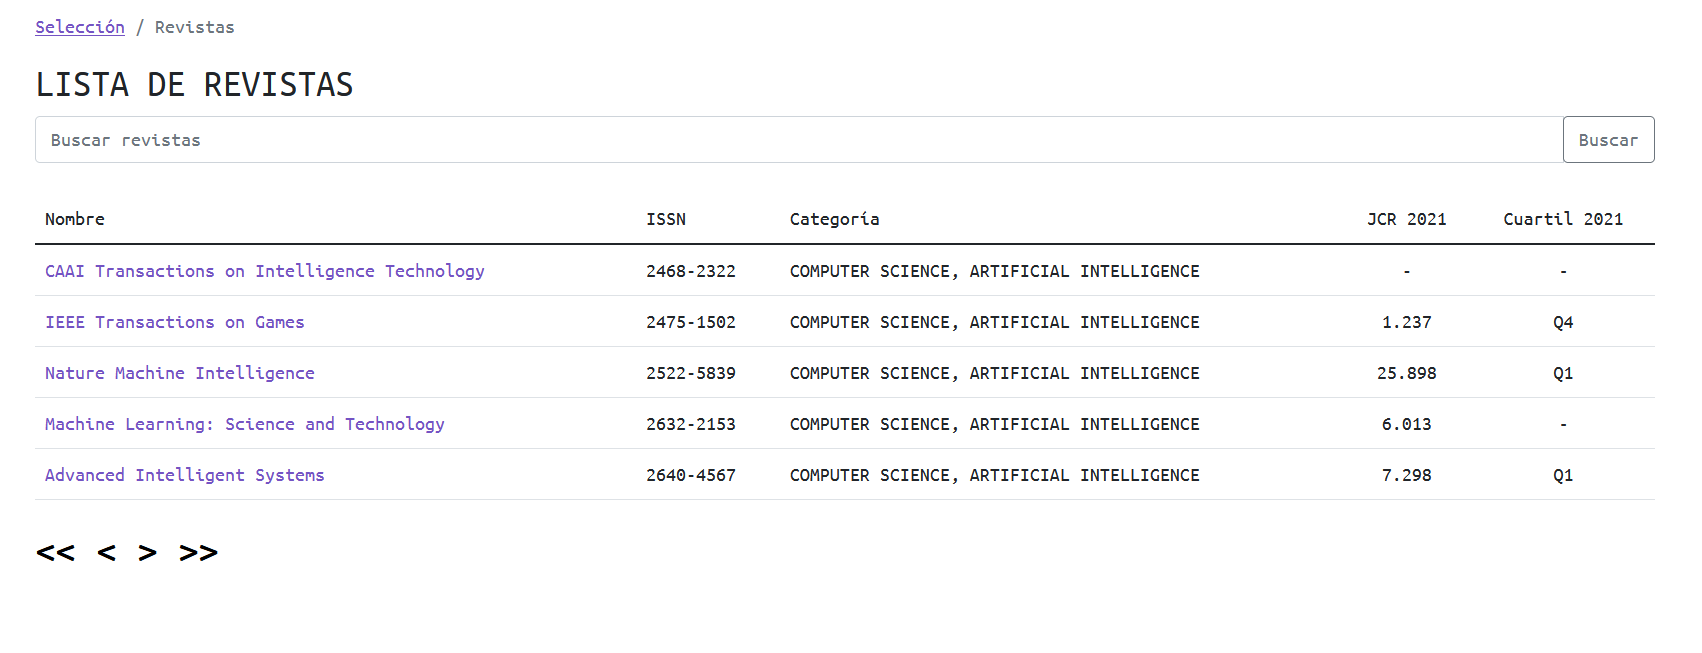 Selección / Revistas
LISTA DE REVISTAS
Buscar revistas Buscar
Nombre ISSN Categoría JCR 2021 Cuartil 2021
CAAI Transactions on Intelligence Technology 2468-2322 COMPUTER SCIENCE, ARTIFICIAL INTELLIGENCE - -
IEEE Transactions on Games 2475-1502 COMPUTER SCIENCE, ARTIFICIAL INTELLIGENCE 1.237 Q4
Nature Machine Intelligence 2522-5839 COMPUTER SCIENCE, ARTIFICIAL INTELLIGENCE 25.898 Q1
Machine Learning: Science and Technology 2632-2153 COMPUTER SCIENCE, ARTIFICIAL INTELLIGENCE 6.013 -
Advanced Intelligent Systems 2640-4567 COMPUTER SCIENCE, ARTIFICIAL INTELLIGENCE 7.298 Q1
<< < > >>